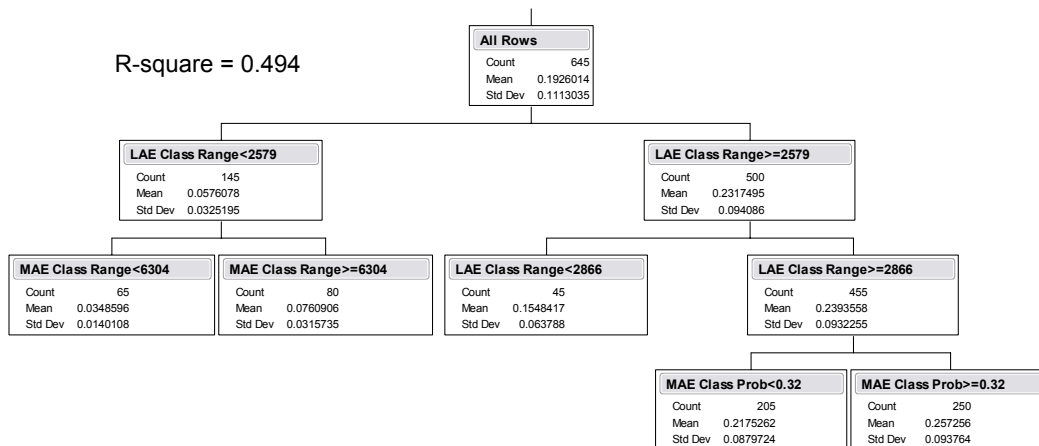 R-square = 0.494
All Rows
Count 645
Mean 0.1926014
Std Dev 0.1113035
LAE Class Range<2579
Count 145
Mean 0.0576078
Std Dev 0.0325195
LAE Class Range>=2579
Count 500
Mean 0.2317495
Std Dev 0.094086
MAE Class Range<6304
Count 65
Mean 0.0348596
Std Dev 0.0140108
MAE Class Range>=6304
Count 80
Mean 0.0760906
Std Dev 0.0315735
LAE Class Range<2866
Count 45
Mean 0.1548417
Std Dev 0.063788
LAE Class Range>=2866
Count 455
Mean 0.2393558
Std Dev 0.0932255
MAE Class Prob<0.32
Count 205
Mean 0.2175262
Std Dev 0.0879724
MAE Class Prob>=0.32
Count 250
Mean 0.257256
Std Dev 0.093764